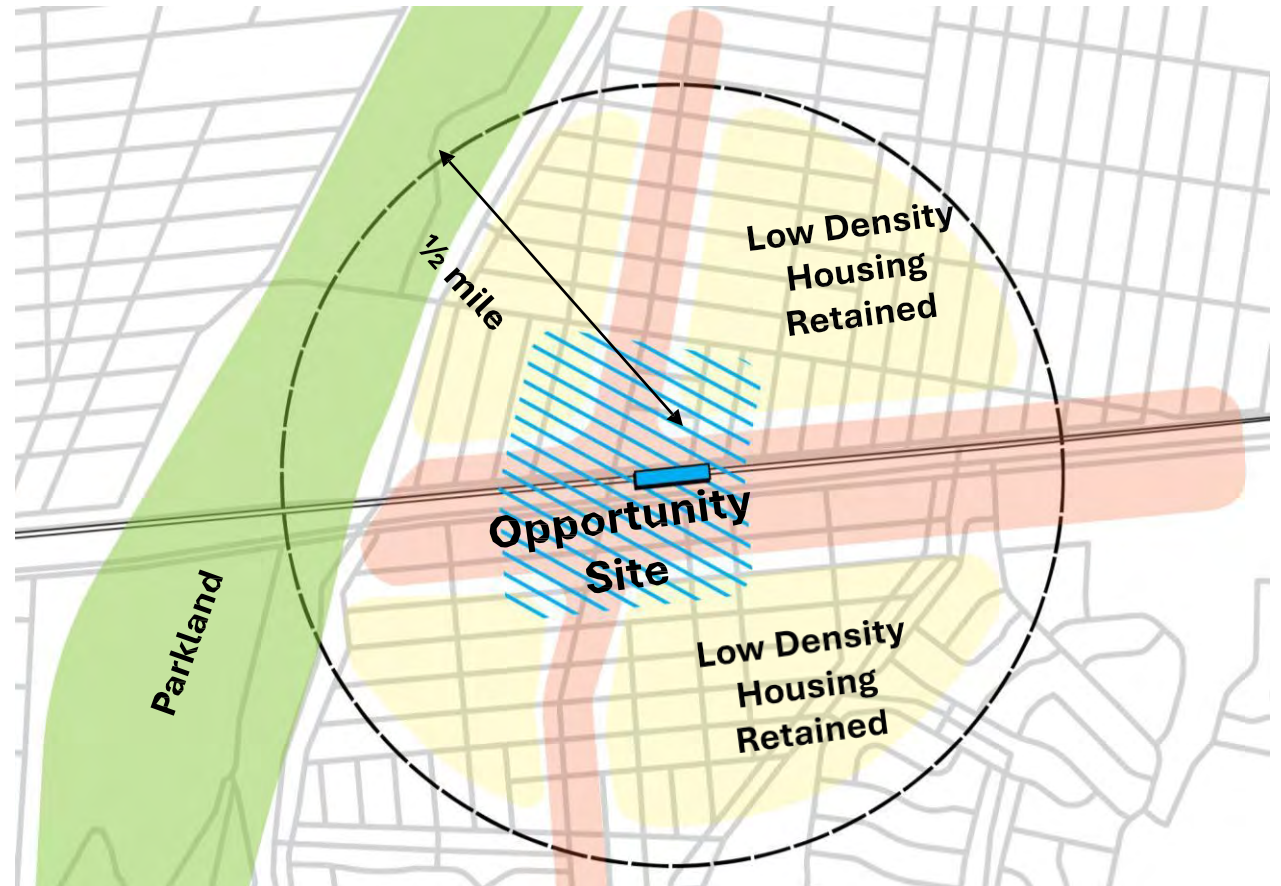 Low Density
Housing
Retained
½ mile
Opportunity
Site
Parkland
Low Density
Housing
Retained